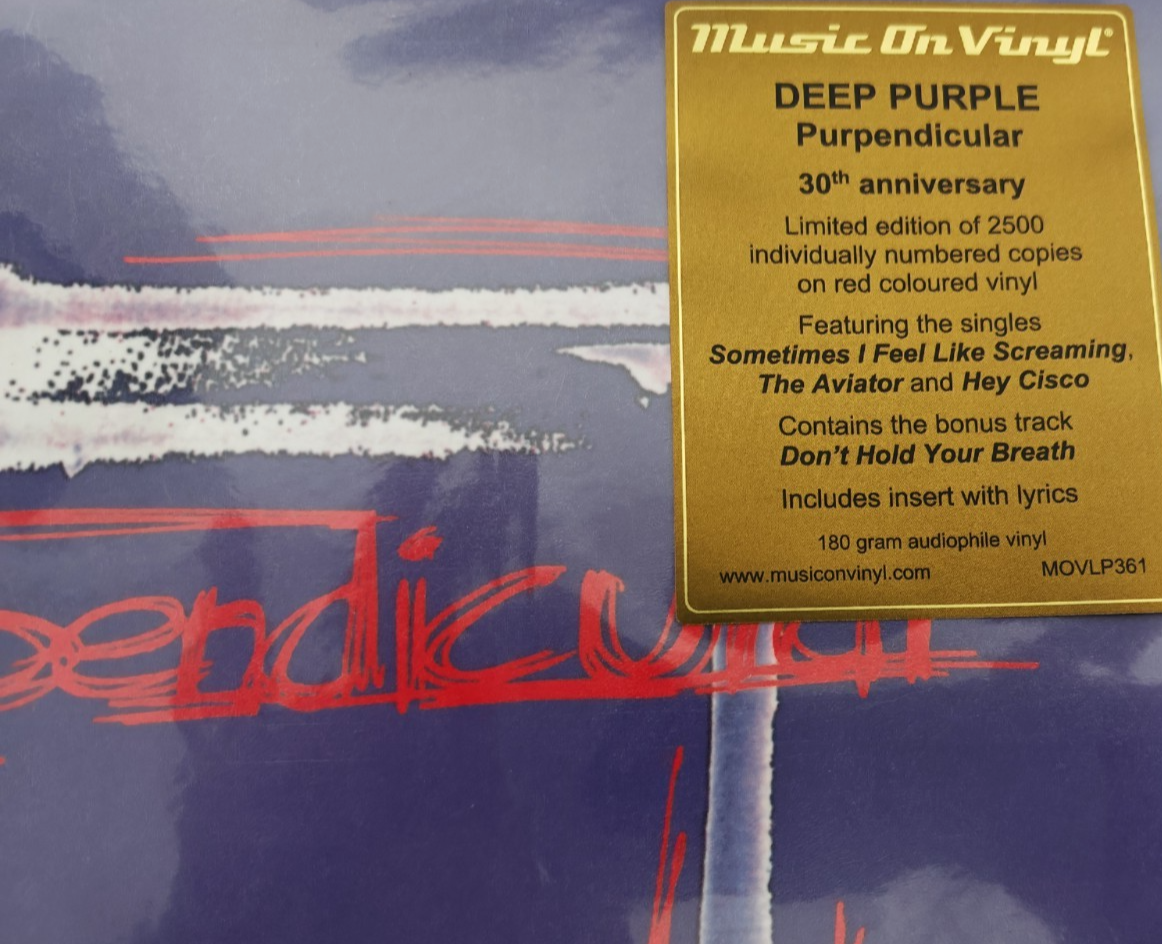 Music On Vinyl®
DEEP PURPLE
Purpendicular
30th anniversary
Limited edition of 2500
individually numbered copies
on red coloured vinyl
Featuring the singles
Sometimes I Feel Like Screaming,
The Aviator and Hey Cisco
Contains the bonus track
Don't Hold Your Breath
Includes insert with lyrics
180 gram audiophile vinyl
www.musiconvinyl.com MOVLP361
pendicular